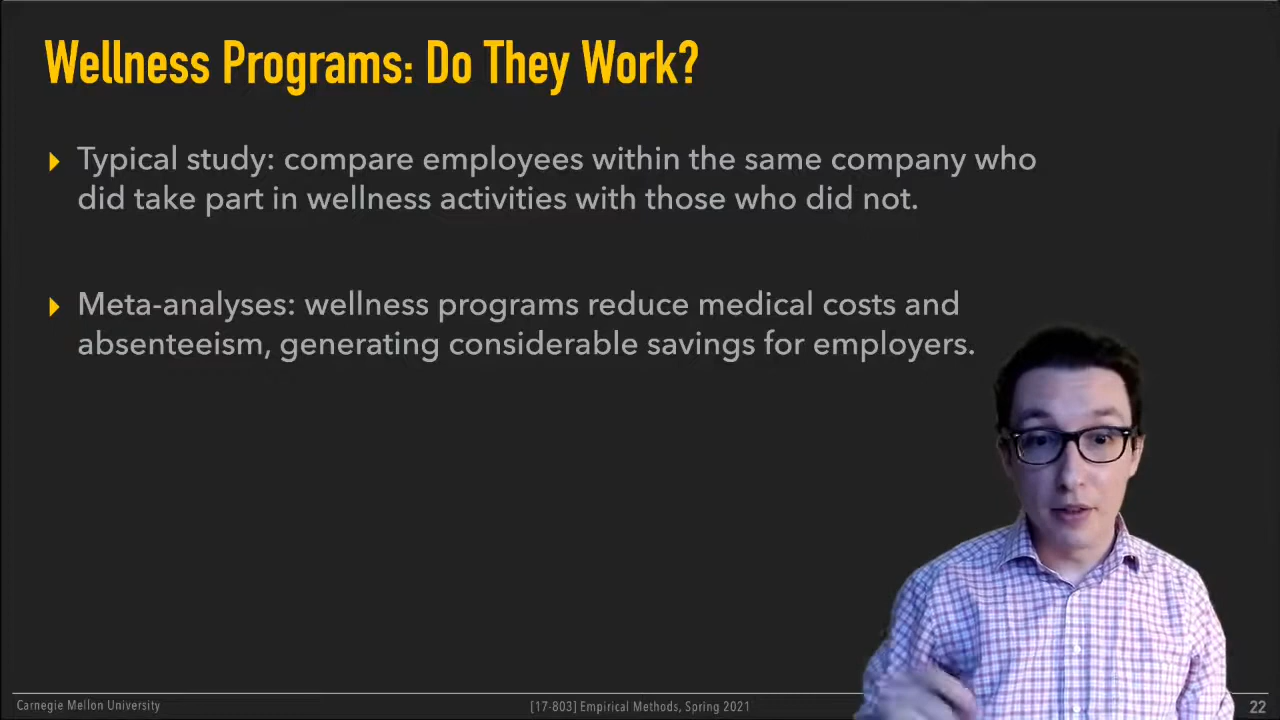 Wellness Programs: Do They Work?
Typical study: compare employees within the same company who
did take part in wellness activities with those who did not.
Meta-analyses: wellness programs reduce medical costs and
absenteeism, generating considerable savings for employers.
Carnegie Mellon University
[17-803] Empirical Methods, Spring 2021
22